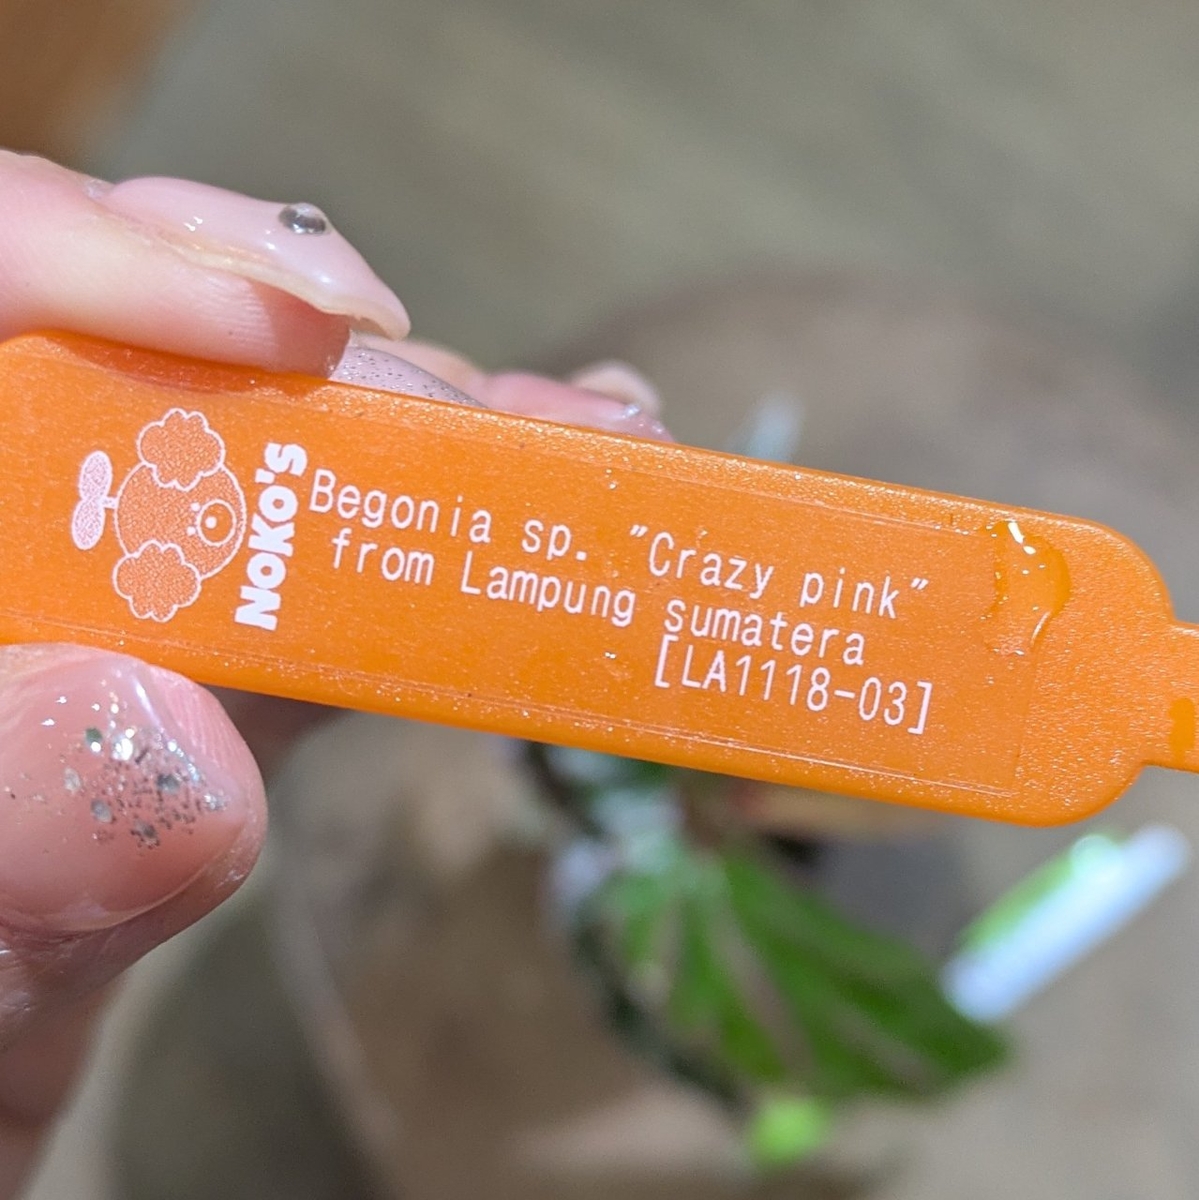 NOKO'S
Begonia sp. "Crazy pink"
from Lampung sumatera
[LA1118-03]